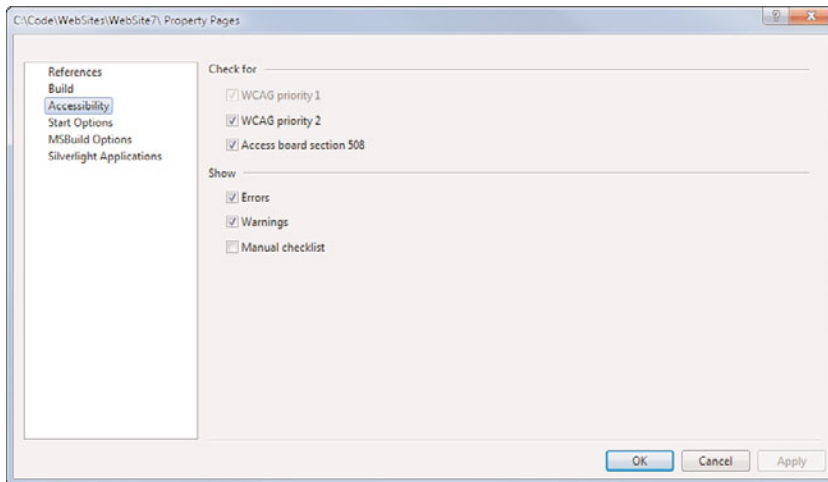 C:\Code\WebSites\WebSite7\ Property Pages
References
Build
Accessibility
Start Options
MSBuild Options
Silverlight Applications
Check for
WCAG priority 1
WCAG priority 2
Access board section 508
Show
Errors
Warnings
Manual checklist
OK
Cancel
Apply